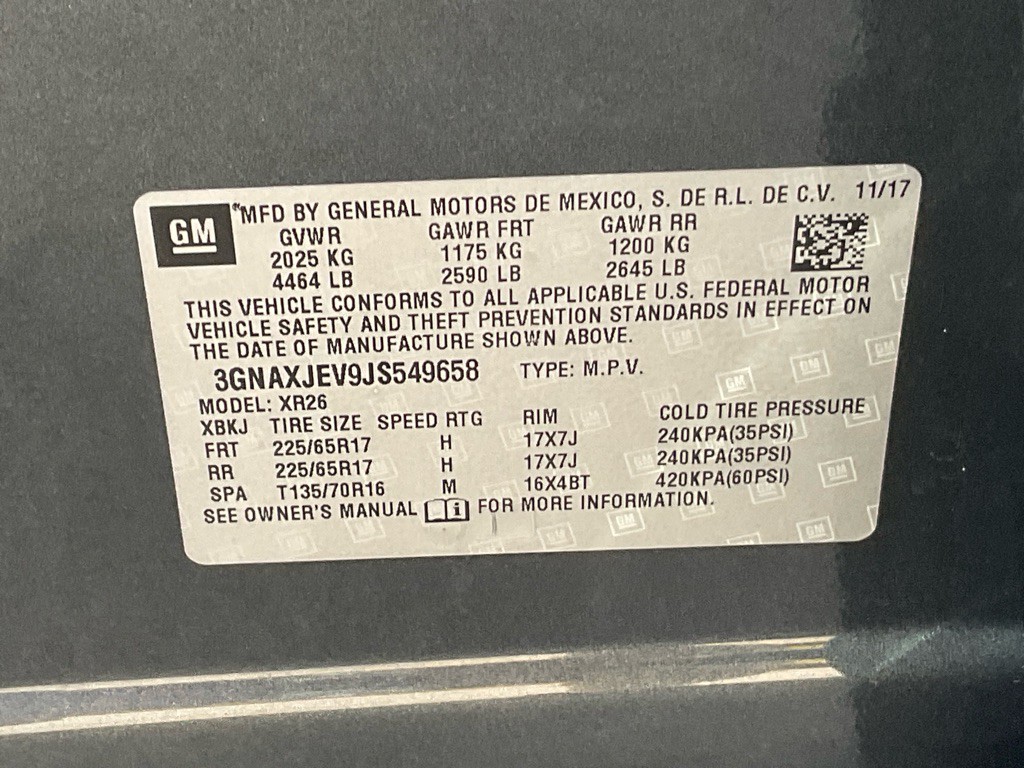 GM "MFD BY GENERAL MOTORS DE MEXICO, S. DE R.L. DE C.V. 11/17
GVWR GAWR FRT GAWR RR
2025 KG 1175 KG 1200 KG
4464 LB 2590 LB 2645 LB
THIS VEHICLE CONFORMS TO ALL APPLICABLE U.S. FEDERAL MOTOR
VEHICLE SAFETY AND THEFT PREVENTION STANDARDS IN EFFECT ON
THE DATE OF MANUFACTURE SHOWN ABOVE.
3GNAXJEV9JS549658 TYPE: M.P.V.
MODEL: XR26
XBKJ TIRE SIZE SPEED RTG RIM COLD TIRE PRESSURE
FRT 225/65R17 H 17X7J 240KPA(35PSI)
RR 225/65R17 H 17X7J 240KPA(35PSI)
SPA T135/70R16 M 16X4BT 420KPA(60PSI)
SEE OWNER'S MANUAL i FOR MORE INFORMATION.